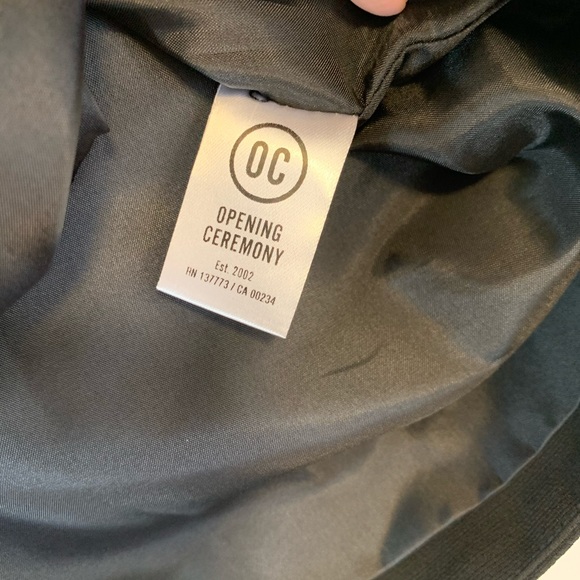 OC
OPENING
CEREMONY
Est. 2002
RN 137773 / CA 00234